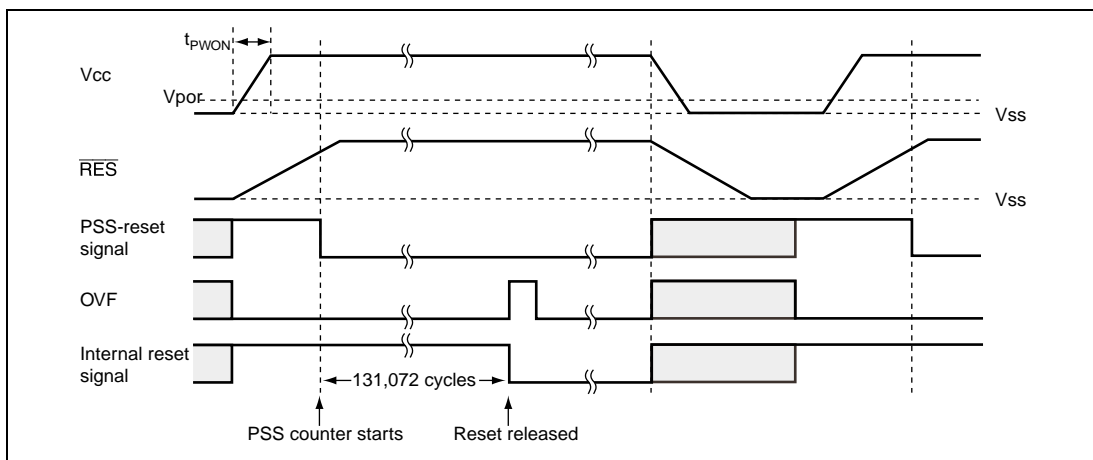 tPWON
Vcc
Vpor
Vss
RES
Vss
PSS-reset
signal
OVF
Internal reset
signal
131,072 cycles
PSS counter starts
Reset released